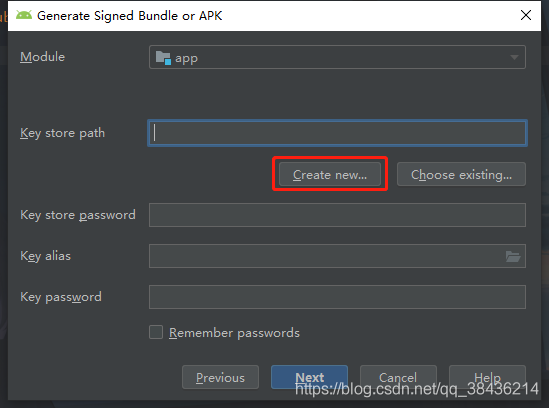 Generate Signed Bundle or APK
Module
app
Key store path
Create new...
Choose existing...
Key store password
Key alias
Key password
Remember passwords
Previous
Next
Cancel
Help
https://blog.csdn.net/qq_38436214